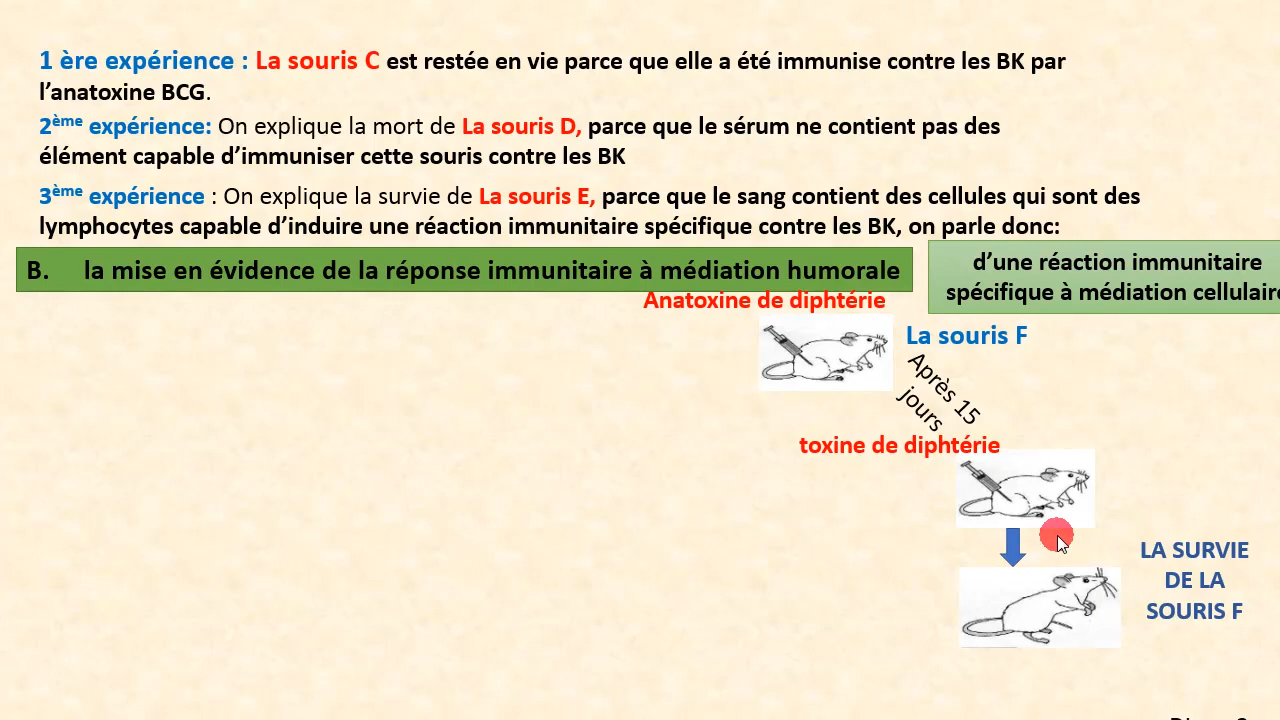 1 ère expérience : La souris C est restée en vie parce que elle a été immunise contre les BK par
l’anatoxine BCG.
2ème expérience: On explique la mort de La souris D, parce que le sérum ne contient pas des
élément capable d’immuniser cette souris contre les BK
3ème expérience : On explique la survie de La souris E, parce que le sang contient des cellules qui sont des
lymphocytes capable d’induire une réaction immunitaire spécifique contre les BK, on parle donc:
B. la mise en évidence de la réponse immunitaire à médiation humorale
d’une réaction immunitaire
spécifique à médiation cellulaire
Anatoxine de diphtérie
La souris F
Après 15
jours
toxine de diphtérie
LA SURVIE
DE LA
SOURIS F